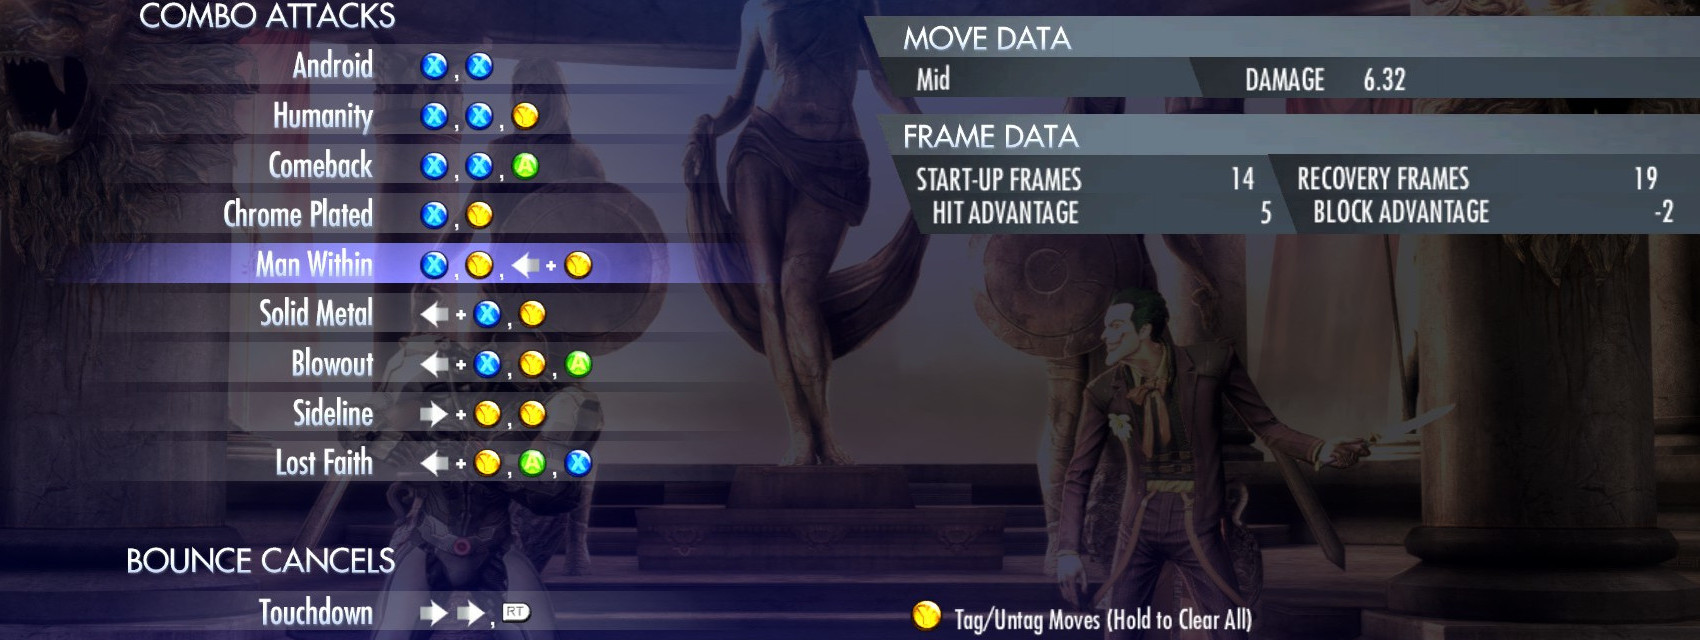 COMBO ATTACKS
Android X , X
Humanity X , X , Y
Comeback X , X , A
Chrome Plated X , Y
Man Within X , Y , + Y
Solid Metal + X , Y
Blowout + X , Y , A
Sideline + Y , Y
Lost Faith + Y , A , X
BOUNCE CANCELS
Touchdown , RT
MOVE DATA
Mid DAMAGE 6.32
FRAME DATA
START-UP FRAMES 14 RECOVERY FRAMES 19
HIT ADVANTAGE 5 BLOCK ADVANTAGE -2
Y Tag/Untag Moves (Hold to Clear All)